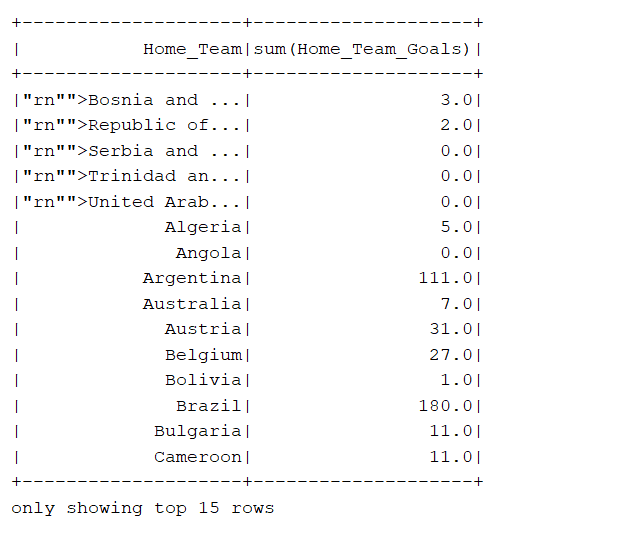 +--------------------+--------------------+
|           Home_Team|sum(Home_Team_Goals)|
+--------------------+--------------------+
|"rn"">Bosnia and ...|                 3.0|
|"rn"">Republic of...|                 2.0|
|"rn"">Serbia and ...|                 0.0|
|"rn"">Trinidad an...|                 0.0|
|"rn"">United Arab...|                 0.0|
|             Algeria|                 5.0|
|              Angola|                 0.0|
|           Argentina|               111.0|
|           Australia|                 7.0|
|             Austria|                31.0|
|             Belgium|                27.0|
|             Bolivia|                 1.0|
|              Brazil|               180.0|
|            Bulgaria|                11.0|
|            Cameroon|                11.0|
+--------------------+--------------------+
only showing top 15 rows